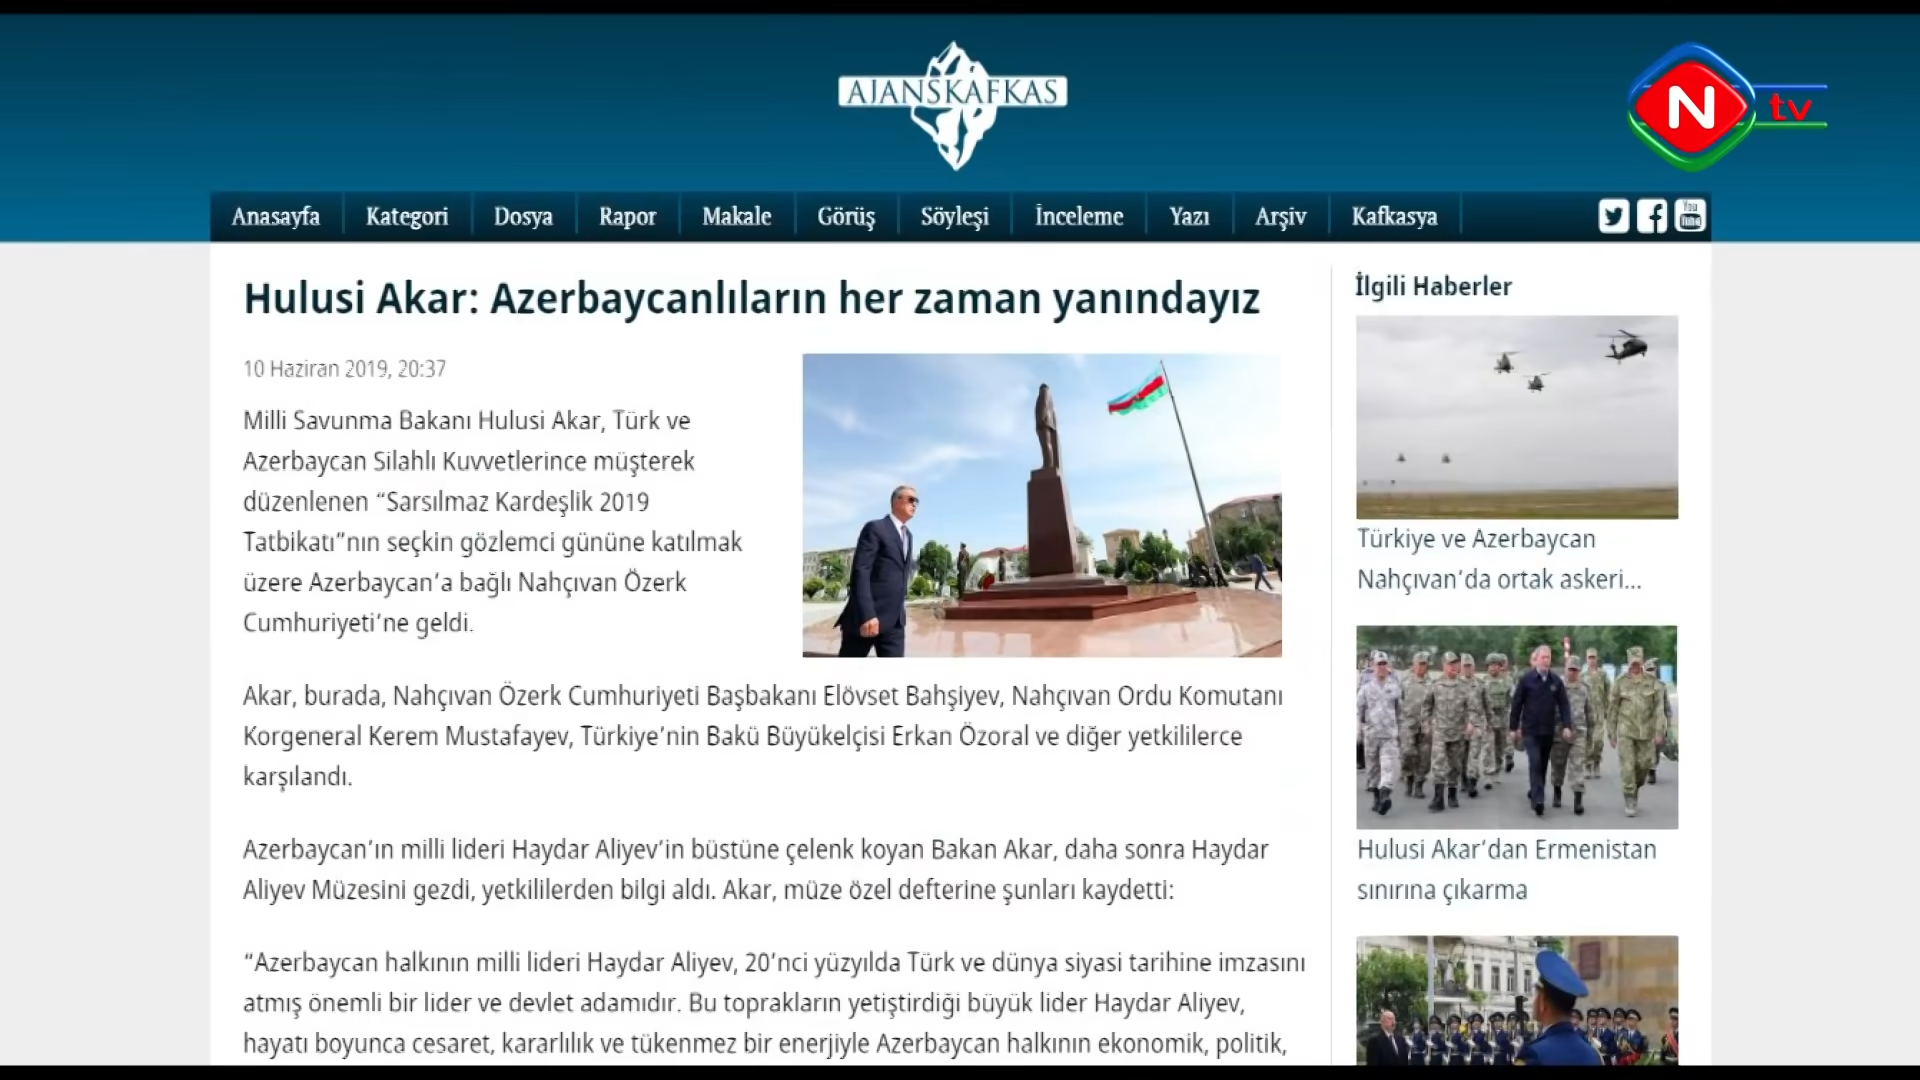 AJANSKAFKAS
N tv
Anasayfa Kategori Dosya Rapor Makale Görüş Söyleşi İnceleme Yazı Arşiv Kafkasya
You Tube
Hulusi Akar: Azerbaycanlıların her zaman yanındayız
10 Haziran 2019, 20:37
Milli Savunma Bakanı Hulusi Akar, Türk ve
Azerbaycan Silahlı Kuvvetlerince müşterek
düzenlenen “Sarsılmaz Kardeşlik 2019
Tatbikatı”nın seçkin gözlemci gününe katılmak
üzere Azerbaycan’a bağlı Nahçıvan Özerk
Cumhuriyeti’ne geldi.
Akar, burada, Nahçıvan Özerk Cumhuriyeti Başbakanı Elövset Bahşiyev, Nahçıvan Ordu Komutanı
Korgeneral Kerem Mustafayev, Türkiye’nin Bakü Büyükelçisi Erkan Özoral ve diğer yetkililerce
karşılandı.
Azerbaycan’ın milli lideri Haydar Aliyev’in büstüne çelenk koyan Bakan Akar, daha sonra Haydar
Aliyev Müzesini gezdi, yetkililerden bilgi aldı. Akar, müze özel defterine şunları kaydetti:
“Azerbaycan halkının milli lideri Haydar Aliyev, 20’nci yüzyılda Türk ve dünya siyasi tarihine imzasını
atmış önemli bir lider ve devlet adamıdır. Bu toprakların yetiştirdiği büyük lider Haydar Aliyev,
hayatı boyunca cesaret, kararlılık ve tükenmez bir enerjiyle Azerbaycan halkının ekonomik, politik,
İlgili Haberler
Türkiye ve Azerbaycan
Nahçıvan’da ortak askeri...
Hulusi Akar’dan Ermenistan
sınırına çıkarma